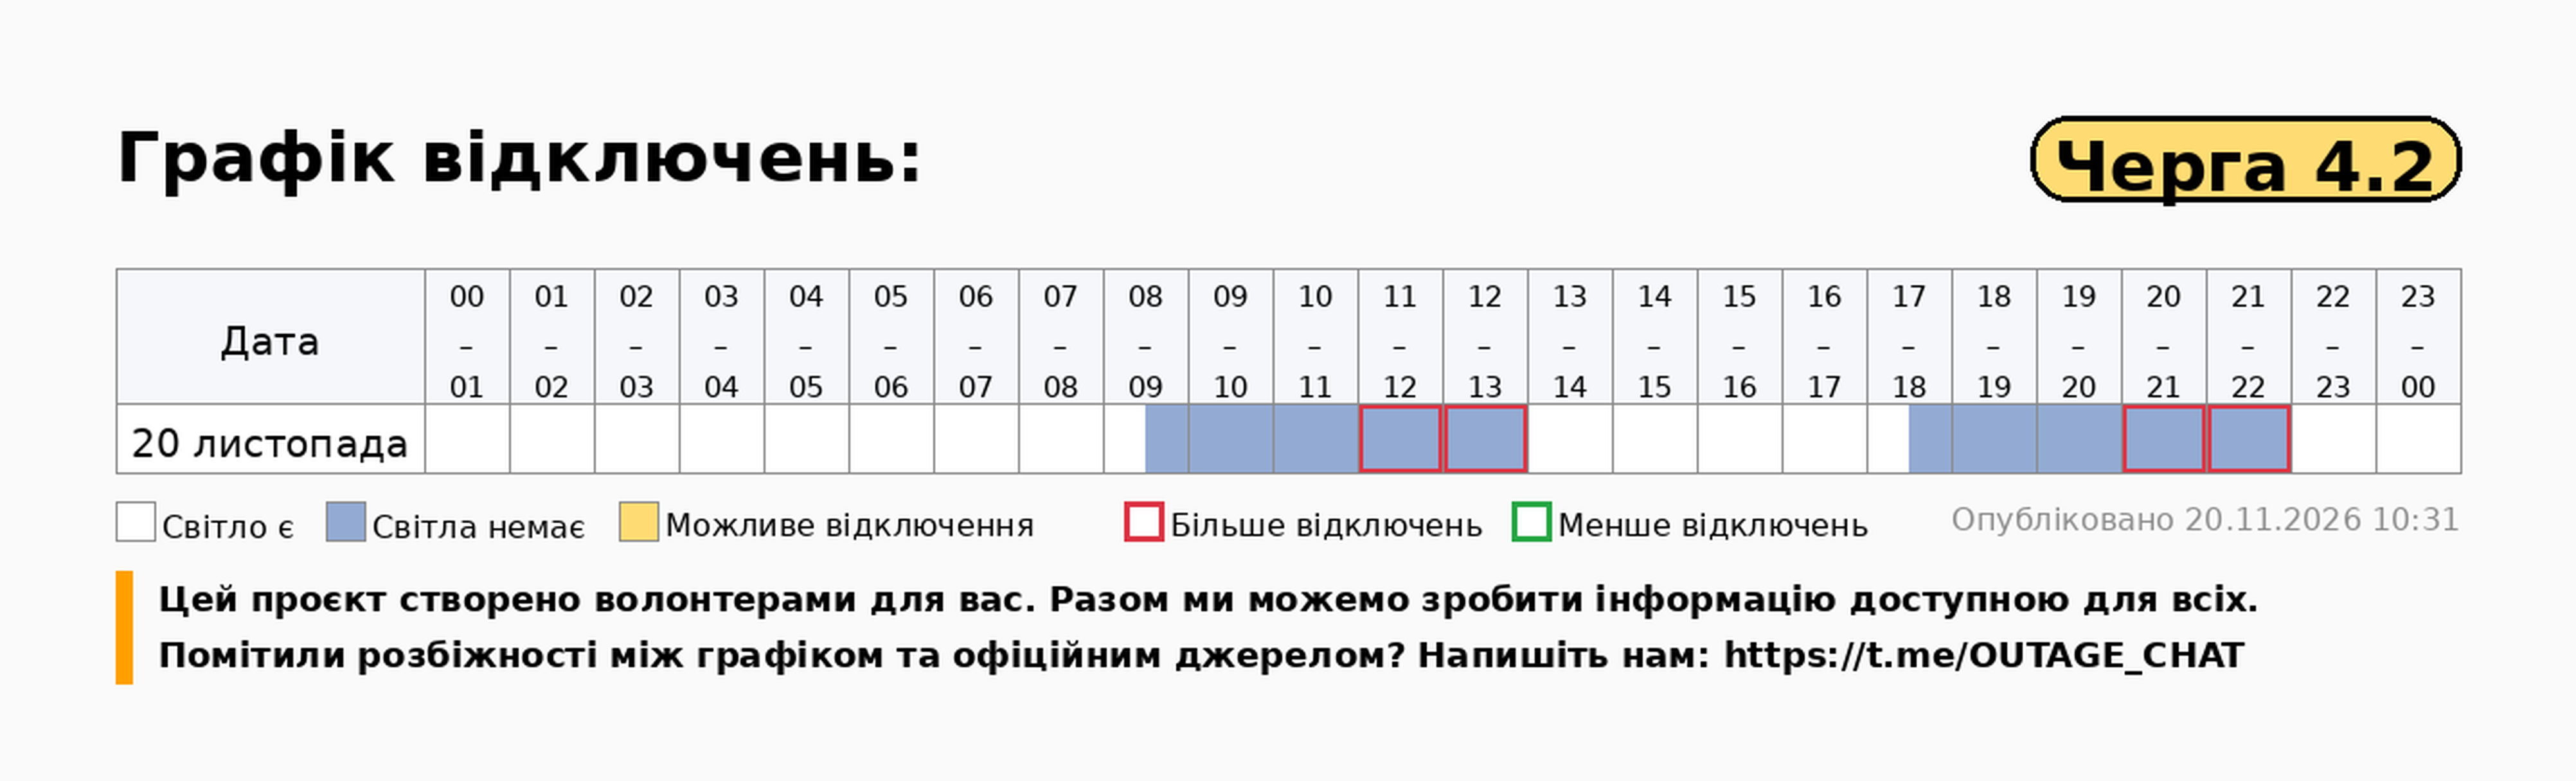 Графік відключень:
Черга 4.2
Дата
00 – 01
01 – 02
02 – 03
03 – 04
04 – 05
05 – 06
06 – 07
07 – 08
08 – 09
09 – 10
10 – 11
11 – 12
12 – 13
13 – 14
14 – 15
15 – 16
16 – 17
17 – 18
18 – 19
19 – 20
20 – 21
21 – 22
22 – 23
23 – 00
20 листопада
Світло є
Світла немає
Можливе відключення
Більше відключень
Менше відключень
Опубліковано 20.11.2026 10:31
Цей проєкт створено волонтерами для вас. Разом ми можемо зробити інформацію доступною для всіх.
Помітили розбіжності між графіком та офіційним джерелом? Напишіть нам: https://t.me/OUTAGE_CHAT